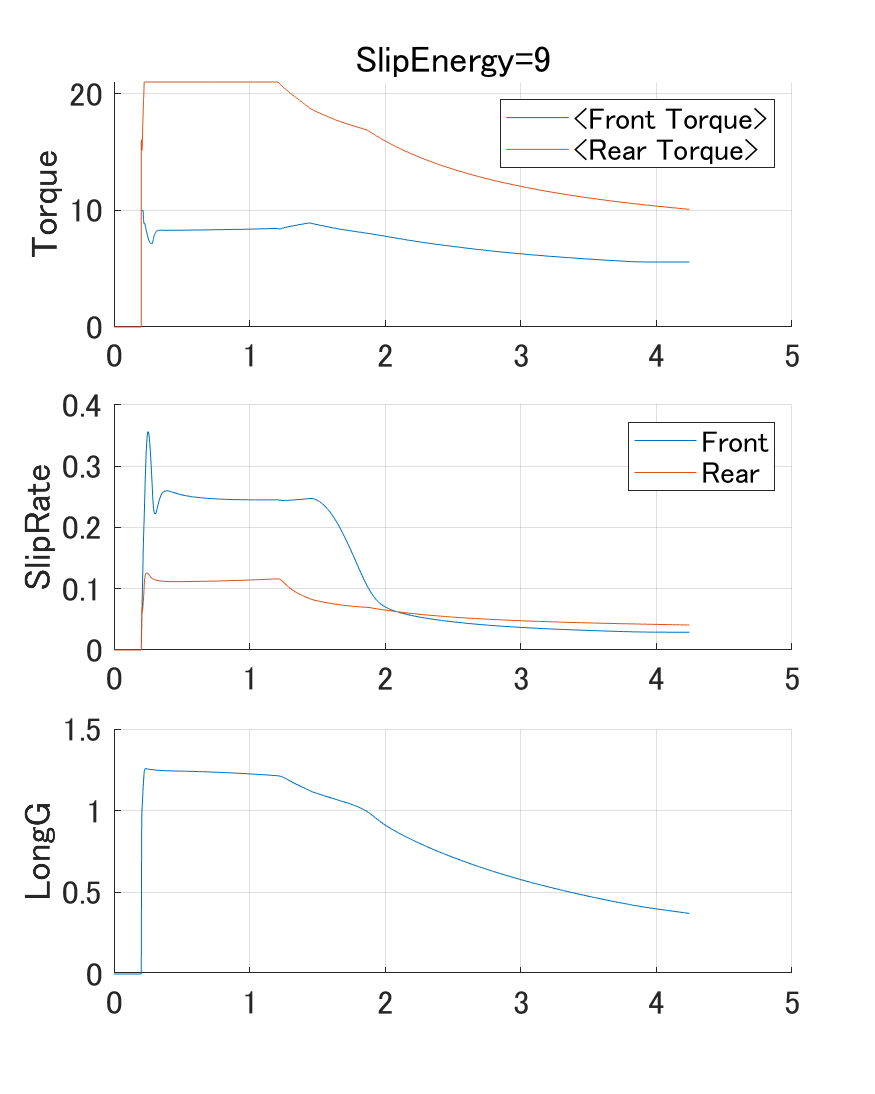 SlipEnergy=9
Torque
20
10
0
<Front Torque>
<Rear Torque>
0 1 2 3 4 5
SlipRate
0.4
0.3
0.2
0.1
0
Front
Rear
0 1 2 3 4 5
LongG
1.5
1
0.5
0
0 1 2 3 4 5